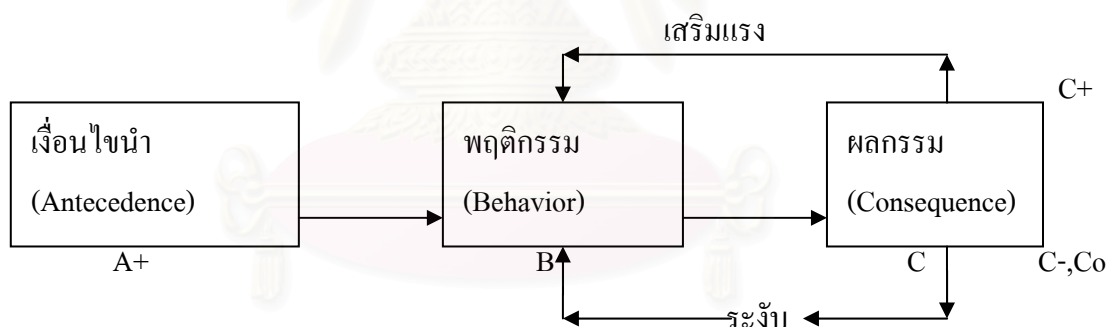 เสริมแรง
C+
เงื่อนไขนำ
(Antecedence)
พฤติกรรม
(Behavior)
ผลกรรม
(Consequence)
A+
B
C
C-,Co
ระงับ